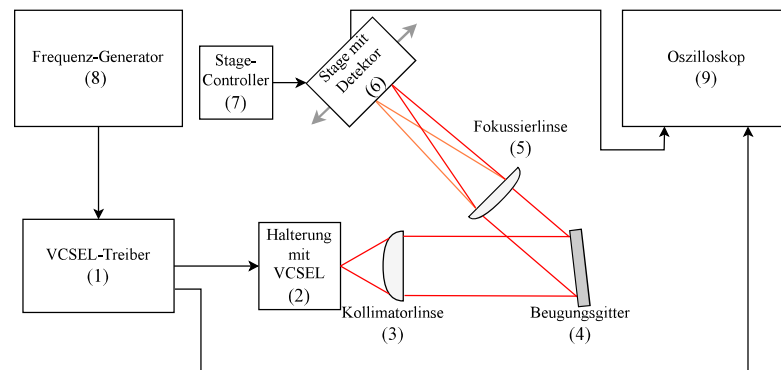 Frequenz-Generator
(8)
Stage-
Controller
(7)
Stage mit
Detektor
(6)
Oszilloskop
(9)
Fokussierlinse
(5)
VCSEL-Treiber
(1)
Halterung
mit
VCSEL
(2)
Kollimatorlinse
(3)
Beugungsgitter
(4)